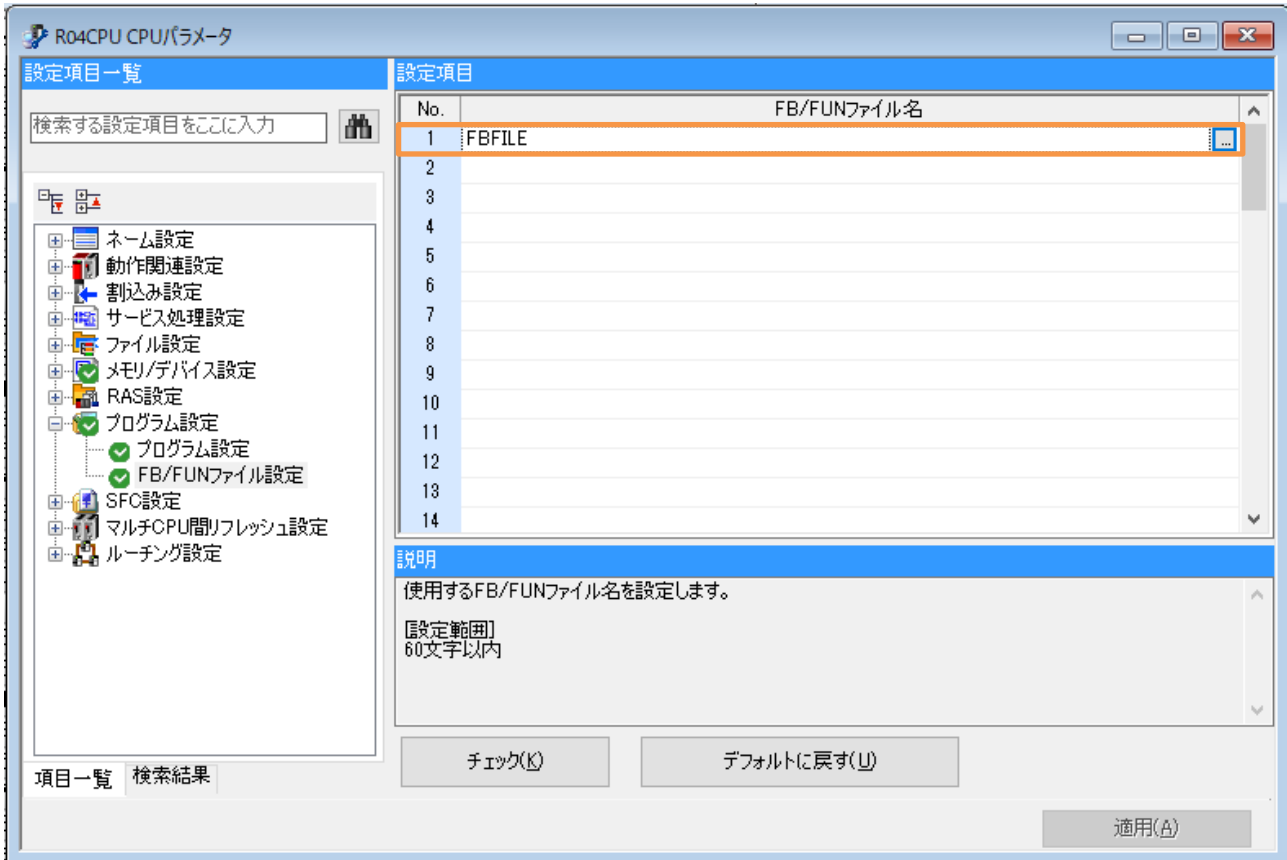 R04CPU CPUパラメータ
設定項目一覧
検索する設定項目をここに入力
ネーム設定
動作関連設定
割込み設定
サービス処理設定
ファイル設定
メモリ/デバイス設定
RAS設定
プログラム設定
プログラム設定
FB/FUNファイル設定
SFC設定
マルチCPU間リフレッシュ設定
ルーチング設定
項目一覧 検索結果
設定項目
No. FB/FUNファイル名
1 FBFILE ...
2
3
4
5
6
7
8
9
10
11
12
13
14
説明
使用するFB/FUNファイル名を設定します。
[設定範囲]
60文字以内
チェック(K) デフォルトに戻す(U)
適用(A)